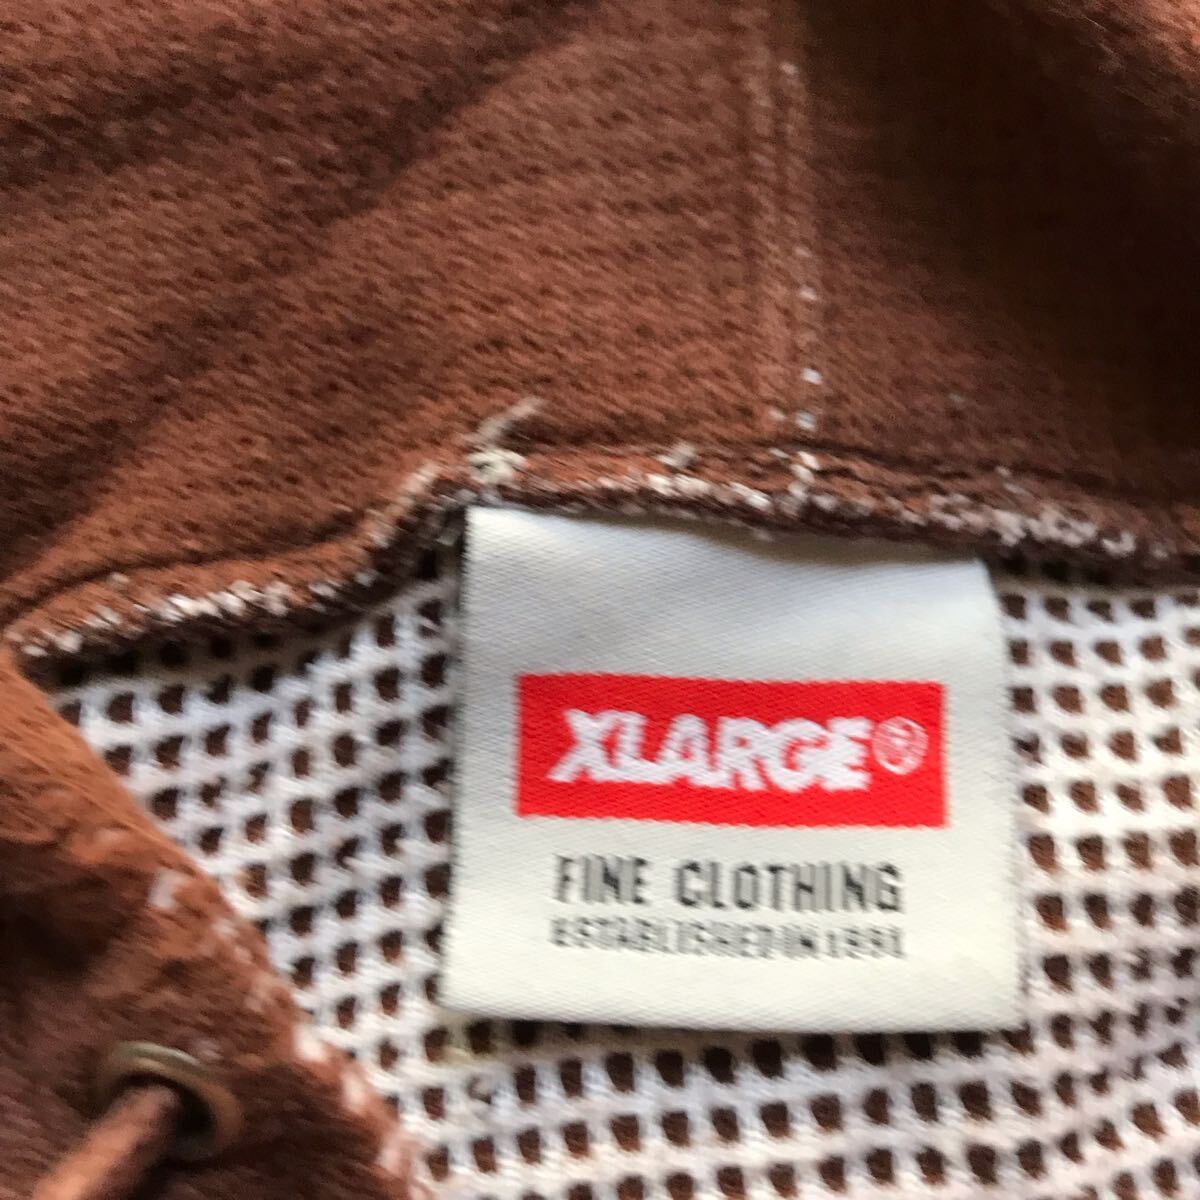 XLARGE®
FINE CLOTHING
ESTABLISHED IN 1991